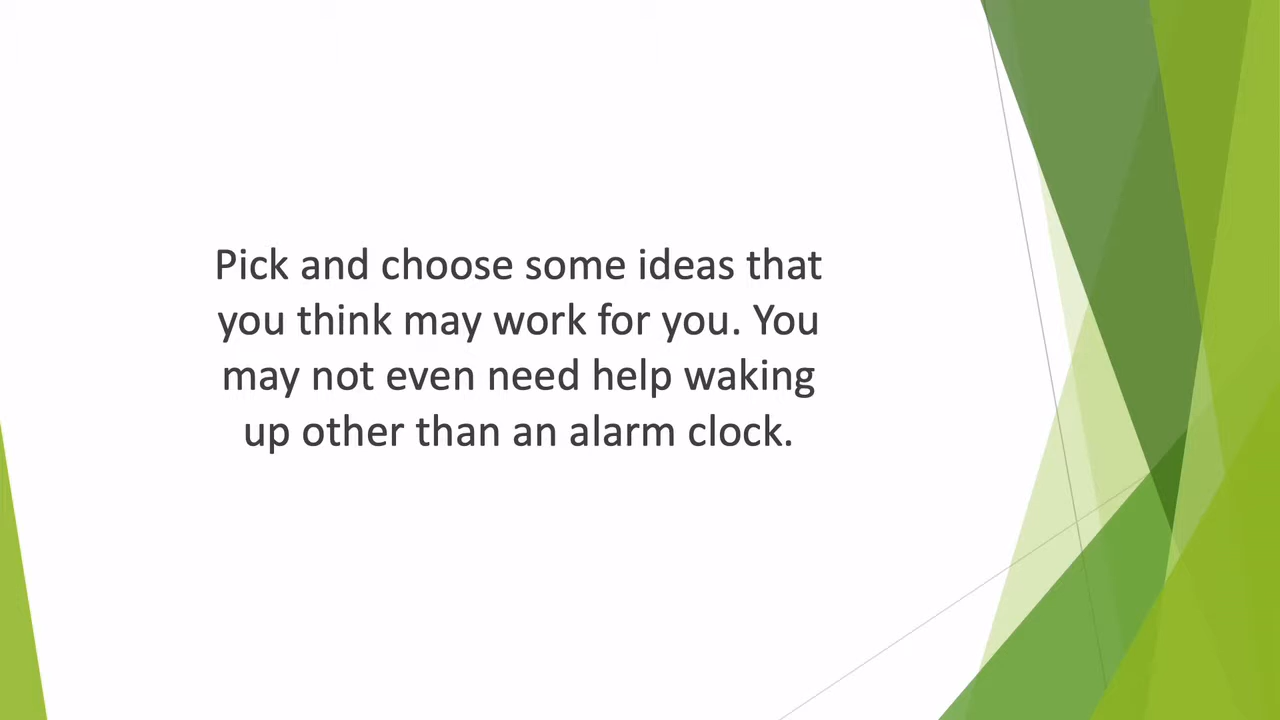 Pick and choose some ideas that
you think may work for you. You
may not even need help waking
up other than an alarm clock.